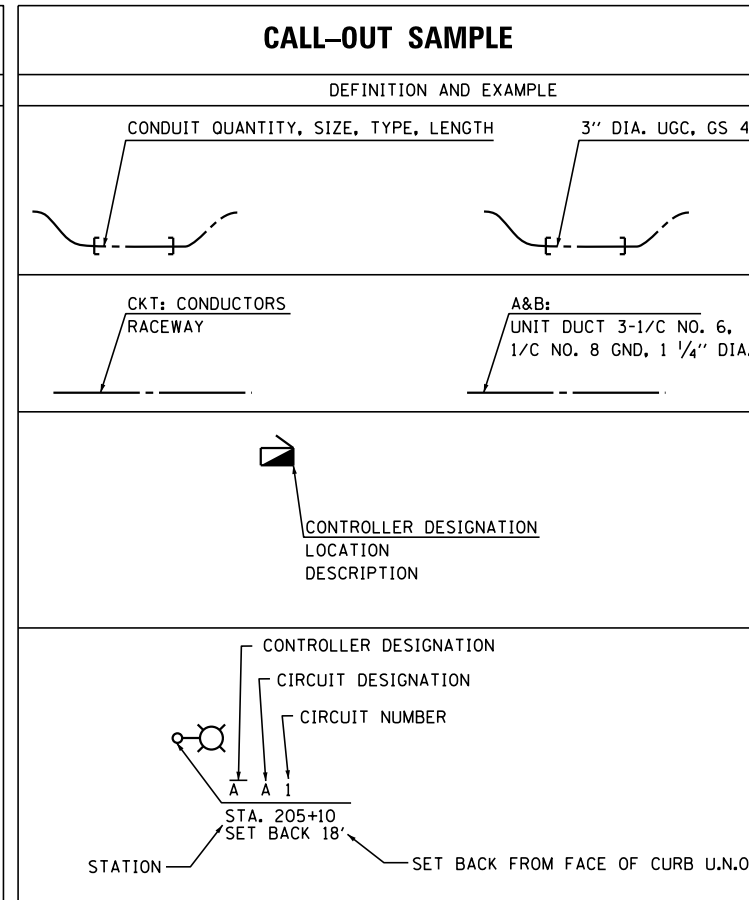 CALL–OUT SAMPLE
DEFINITION AND EXAMPLE
CONDUIT QUANTITY, SIZE, TYPE, LENGTH
3" DIA. UGC, GS 4
CKT: CONDUCTORS
RACEWAY
A&B:
UNIT DUCT 3-1/C NO. 6,
1/C NO. 8 GND, 1 1/4" DIA.
CONTROLLER DESIGNATION
LOCATION
DESCRIPTION
CONTROLLER DESIGNATION
CIRCUIT DESIGNATION
CIRCUIT NUMBER
A A 1
STA. 205+10
SET BACK 18'
STATION
SET BACK FROM FACE OF CURB U.N.O